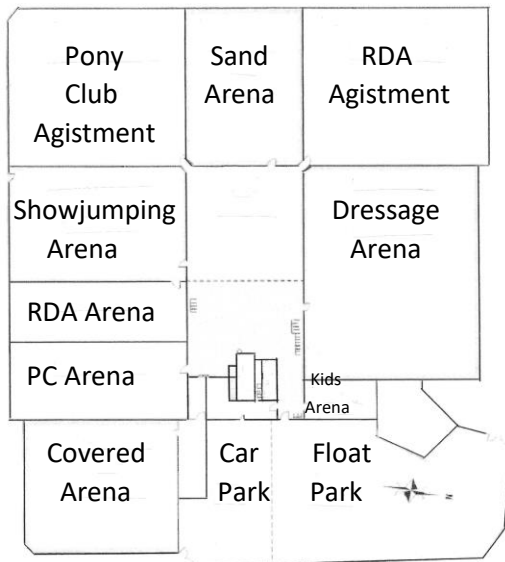 Pony
Club
Agistment
Sand
Arena
RDA
Agistment
Showjumping
Arena
Dressage
Arena
RDA Arena
PC Arena
Kids
Arena
Covered
Arena
Car
Park
Float
Park
N